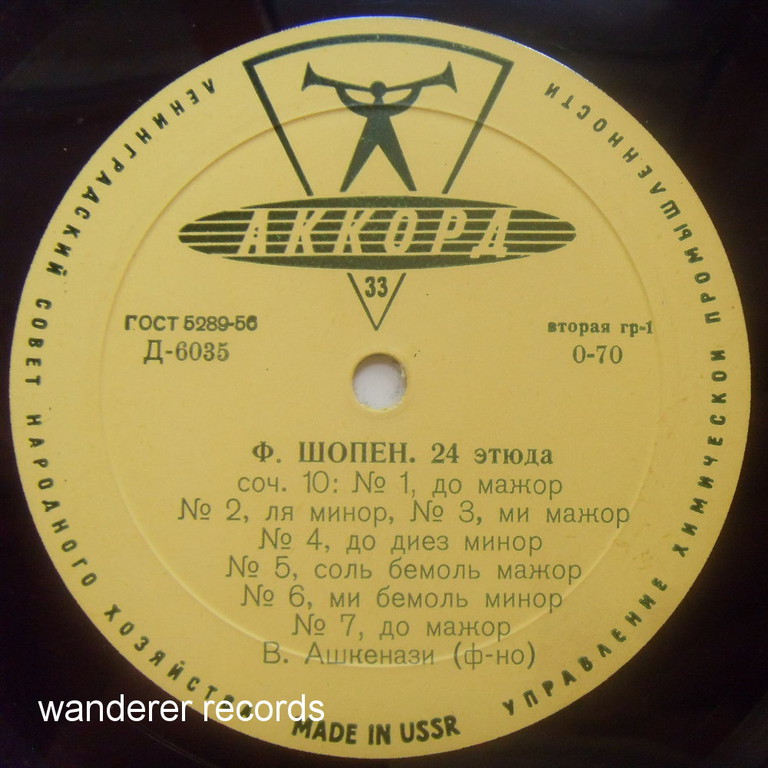 ЛЕНИНГРАДСКИЙ СОВЕТ НАРОДНОГО ХОЗЯЙСТВА
УПРАВЛЕНИЕ ХИМИЧЕСКОЙ ПРОМЫШЛЕННОСТИ
АККОРД
33
ГОСТ 5289-56
Д-6035
вторая гр-1
0-70
Ф. ШОПЕН. 24 этюда
соч. 10: № 1, до мажор
№ 2, ля минор, № 3, ми мажор
№ 4, до диез минор
№ 5, соль бемоль мажор
№ 6, ми бемоль минор
№ 7, до мажор
В. Ашкенази (ф-но)
wanderer records
MADE IN USSR